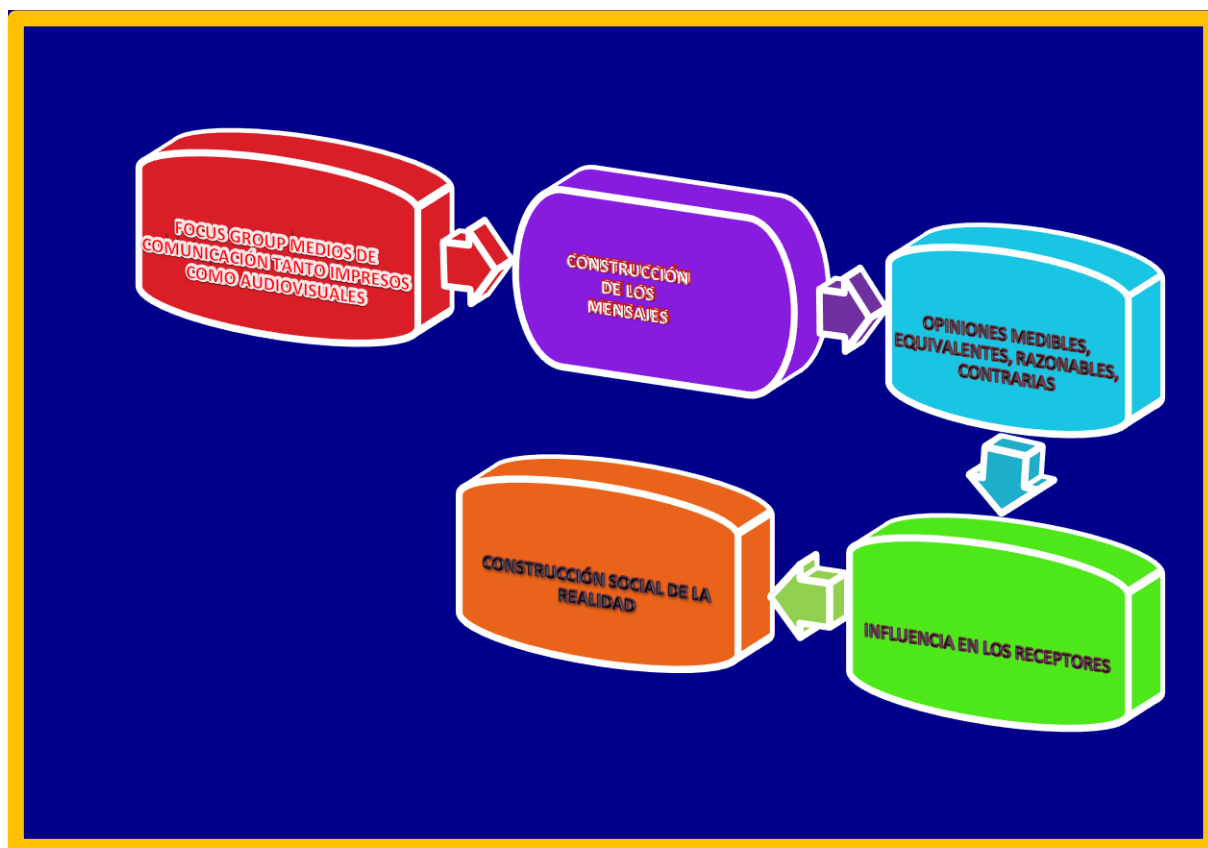 FOCUS GROUP MEDIOS DE
COMUNICACIÓN TANTO IMPRESOS
COMO AUDIOVISUALES
CONSTRUCCIÓN
DE LOS
MENSAJES
OPINIONES MEDIBLES,
EQUIVALENTES, RAZONABLES,
CONTRARIAS
CONSTRUCCIÓN SOCIAL DE LA
REALIDAD
INFLUENCIA EN LOS RECEPTORES